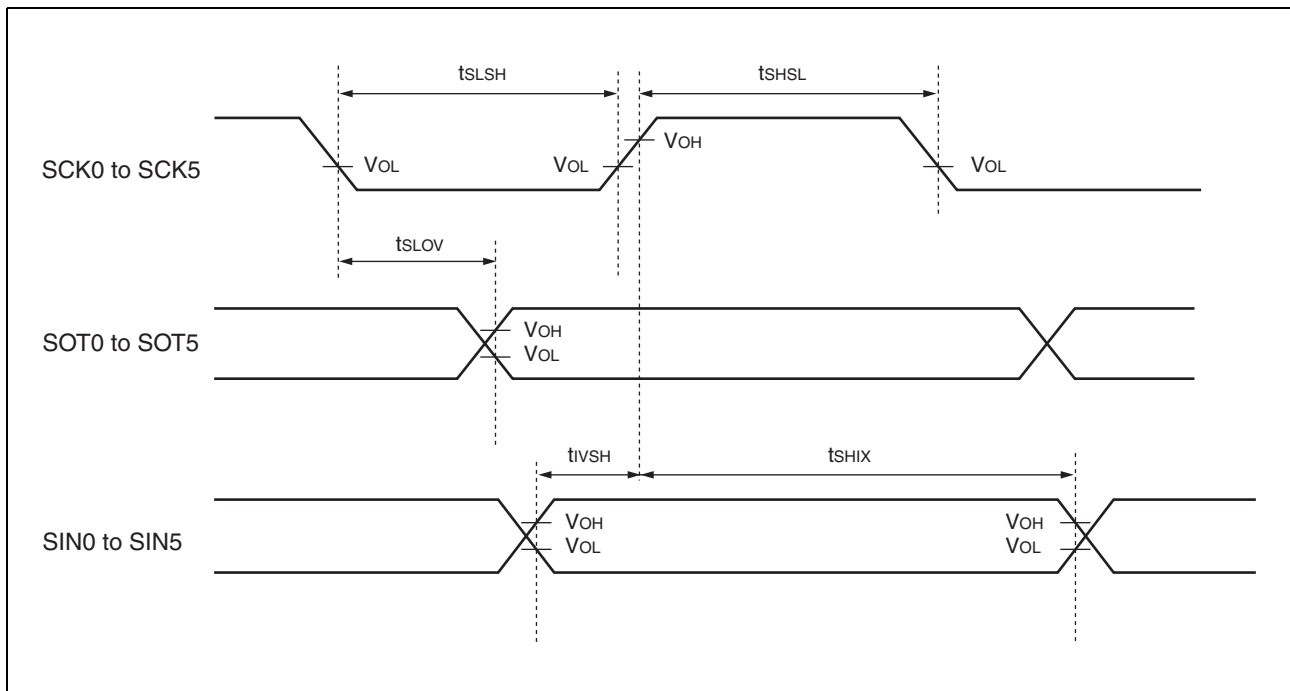 tSLSH tSHSL
VOH
SCK0 to SCK5 VOL VOL VOL
tSLOV
VOH
SOT0 to SOT5 VOL
tIVSH tSHIX
VOH VOH
SIN0 to SIN5 VOL VOL